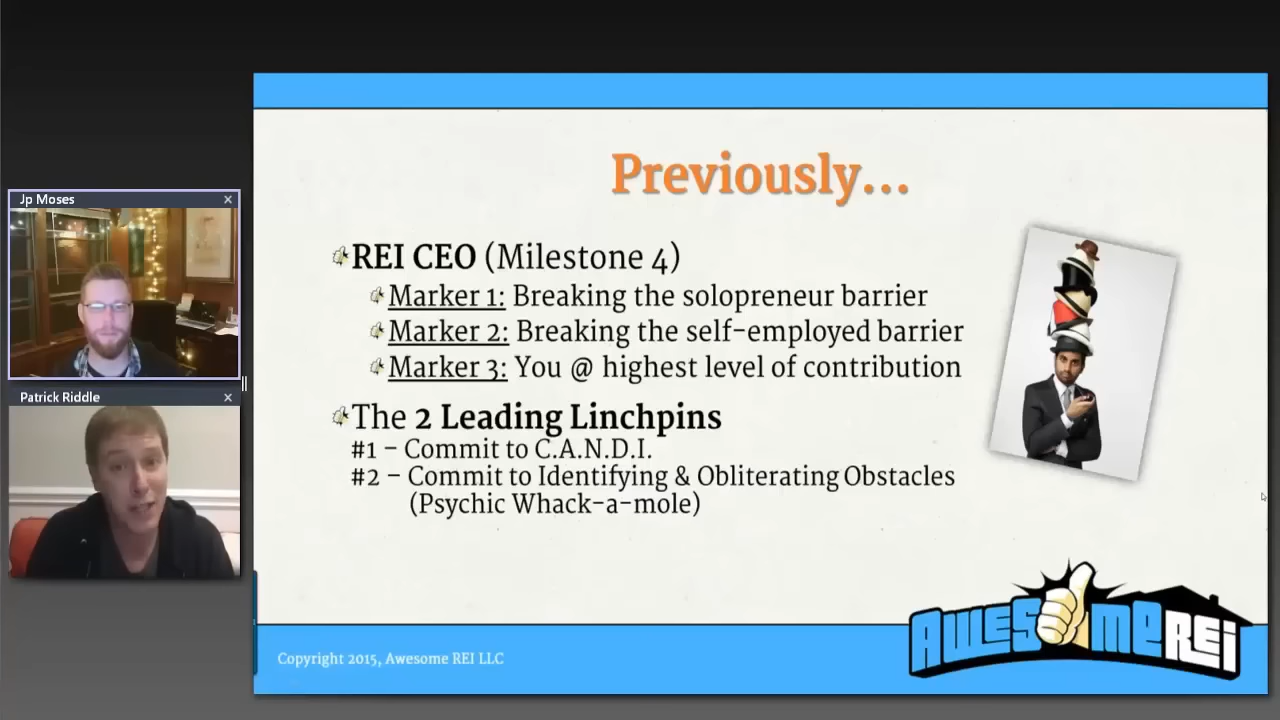 Jp Moses
Patrick Riddle
Previously...
REI CEO (Milestone 4)
Marker 1: Breaking the solopreneur barrier
Marker 2: Breaking the self-employed barrier
Marker 3: You @ highest level of contribution
The 2 Leading Linchpins
#1 – Commit to C.A.N.D.I.
#2 – Commit to Identifying & Obliterating Obstacles
(Psychic Whack-a-mole)
Copyright 2015, Awesome REI LLC
AWESOME REI